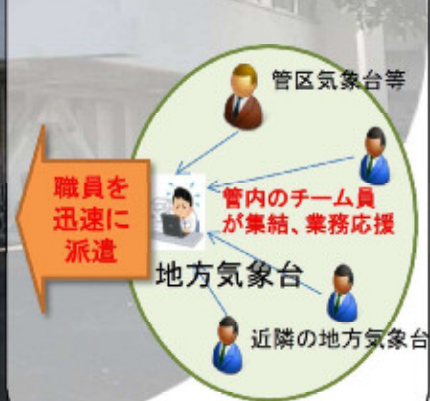 管区気象台等
職員を
迅速に
派遣
管内のチーム員
が集結、業務応援
地方気象台
近隣の地方気象台